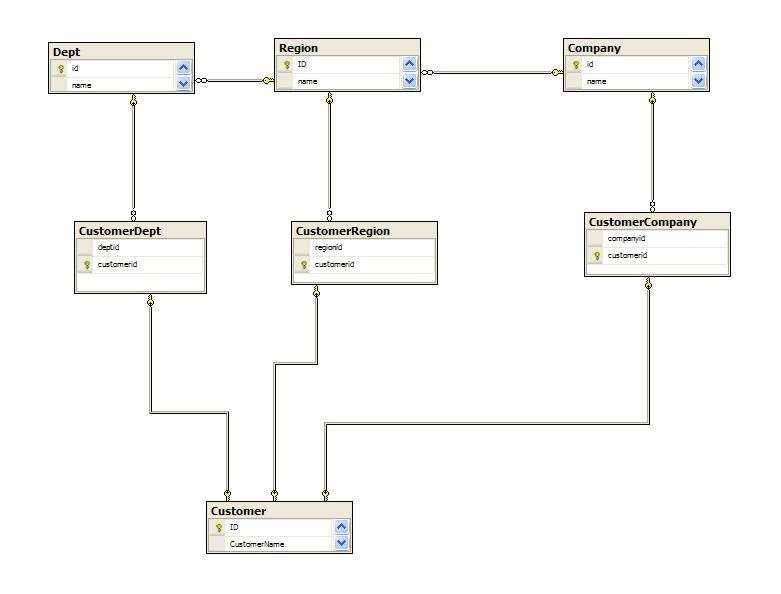 Dept
id
name
Region
ID
name
Company
id
name
CustomerDept
deptid
customerid
CustomerRegion
regionid
customerid
CustomerCompany
companyid
customerid
Customer
ID
CustomerName